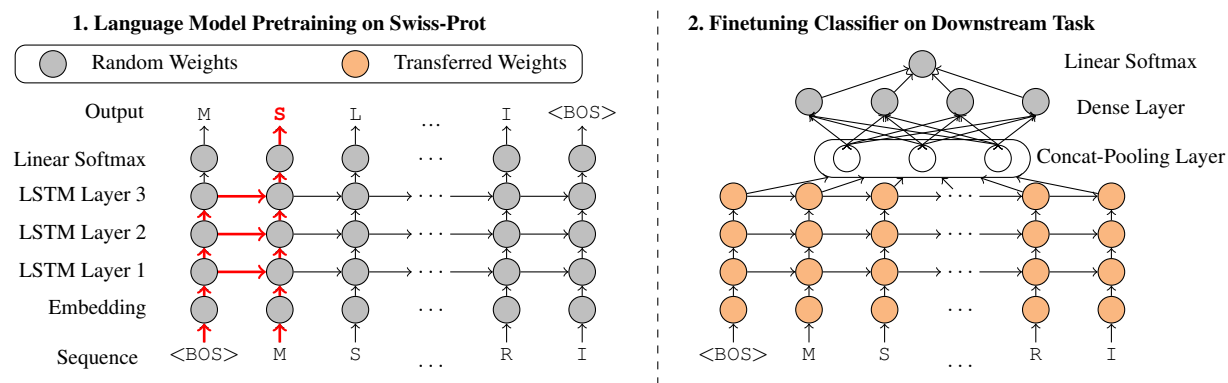 1. Language Model Pretraining on Swiss-Prot
Random Weights Transferred Weights
Output M S L ... I <BOS>
Linear Softmax ...
LSTM Layer 3 ...
LSTM Layer 2 ...
LSTM Layer 1 ...
Embedding ...
Sequence <BOS> M S ... R I
2. Finetuning Classifier on Downstream Task
Linear Softmax
Dense Layer
Concat-Pooling Layer
...
...
...
...
<BOS> M S ... R I